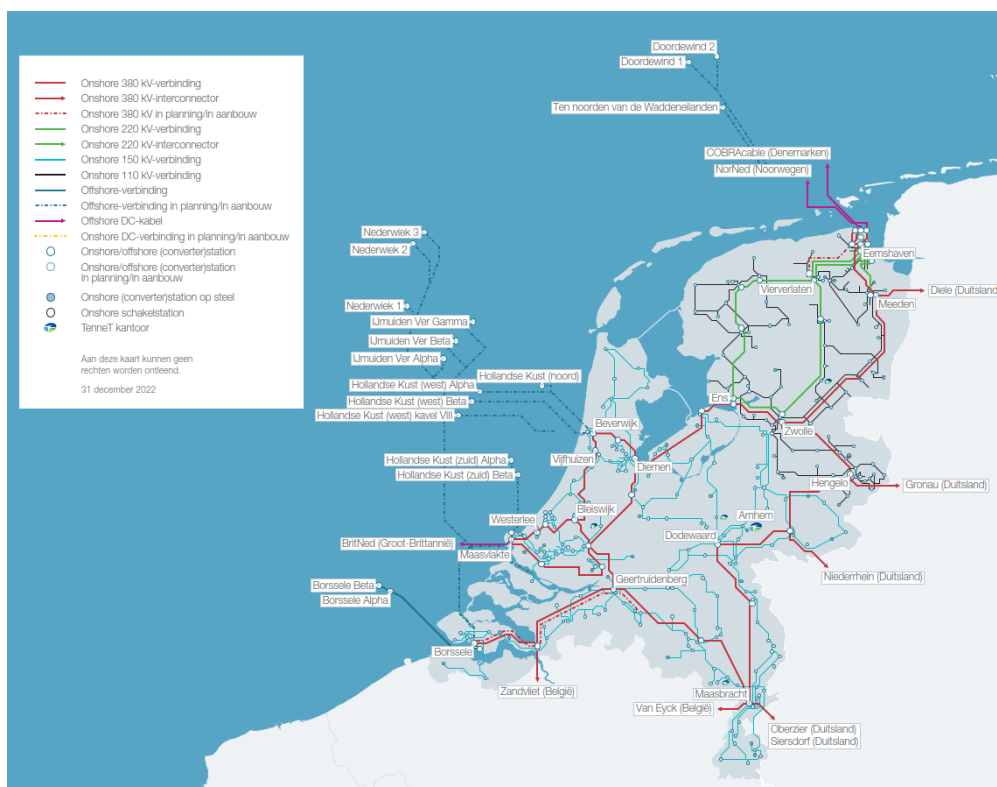 Onshore 380 kV-verbinding
Onshore 380 kV-interconnector
Onshore 380 kV in planning/in aanbouw
Onshore 220 kV-verbinding
Onshore 220 kV-interconnector
Onshore 150 kV-verbinding
Onshore 110 kV-verbinding
Offshore-verbinding
Offshore-verbinding in planning/in aanbouw
Offshore DC-kabel
Onshore DC-verbinding in planning/in aanbouw
Onshore/offshore (converter)station
Onshore/offshore (converter)station
in planning/in aanbouw
Onshore (converter)station op steel
Onshore schakelstation
TenneT kantoor
Aan deze kaart kunnen geen
rechten worden ontleend.
31 december 2022
Doordewind 2
Doordewind 1
Ten noorden van de Waddeneilanden
COBRAcable (Denemarken)
NorNed (Noorwegen)
Nederwiek 3
Nederwiek 2
Eemshaven
Vierverlaten
Diele (Duitsland)
Meeden
Nederwiek 1
IJmuiden Ver Gamma
IJmuiden Ver Beta
IJmuiden Ver Alpha
Hollandse Kust (noord)
Hollandse Kust (west) Alpha
Hollandse Kust (west) Beta
Hollandse Kust (west) kavel VIII
Ens
Beverwijk
Zwolle
Vijfhuizen
Diemen
Hollandse Kust (zuid) Alpha
Hollandse Kust (zuid) Beta
Hengelo
Gronau (Duitsland)
Bleiswijk
Arnhem
Westerlee
Dodewaard
BritNed (Groot-Brittannië)
Maasvlakte
Niederrhein (Duitsland)
Geertruidenberg
Borssele Beta
Borssele Alpha
Borssele
Zandvliet (België)
Maasbracht
Van Eyck (België)
Oberzier (Duitsland)
Siersdorf (Duitsland)